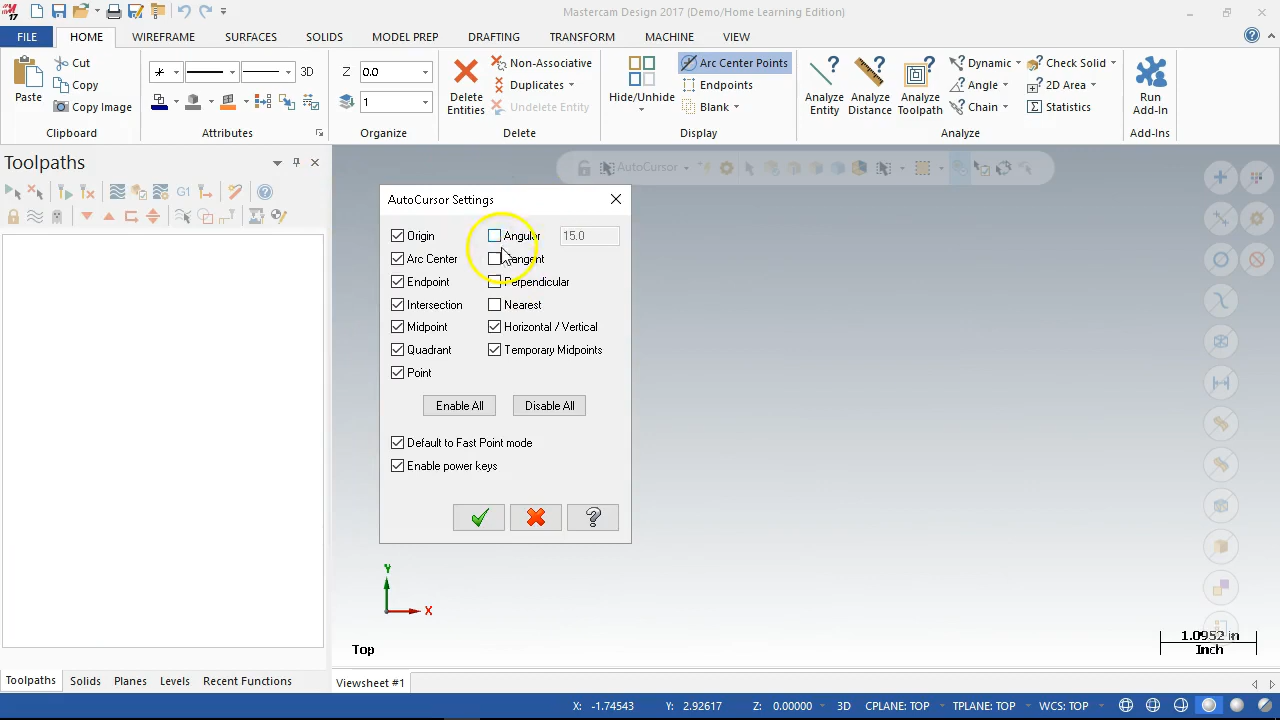 17
Mastercam Design 2017 (Demo/Home Learning Edition)
FILE HOME WIREFRAME SURFACES SOLIDS MODEL PREP DRAFTING TRANSFORM MACHINE VIEW
Paste
Cut
Copy
Copy Image
Clipboard
3D
Attributes
Z 0.0
1
Organize
Delete
Entities
Non-Associative
Duplicates
Undelete Entity
Delete
Hide/Unhide
Arc Center Points
Endpoints
Blank
Display
Analyze
Entity
Analyze
Distance
Analyze
Toolpath
Dynamic
Angle
Chain
Check Solid
2D Area
Statistics
Analyze
Run
Add-In
Add-Ins
Toolpaths
G1
AutoCursor
AutoCursor Settings
Origin Angular 15.0
Arc Center Tangent
Endpoint Perpendicular
Intersection Nearest
Midpoint Horizontal / Vertical
Quadrant Temporary Midpoints
Point
Enable All Disable All
Default to Fast Point mode
Enable power keys
Y
X
Top
1.0952 in
Inch
Toolpaths Solids Planes Levels Recent Functions
Viewsheet #1
X: -1.74543 Y: 2.92617 Z: 0.00000 3D CPLANE: TOP TPLANE: TOP WCS: TOP